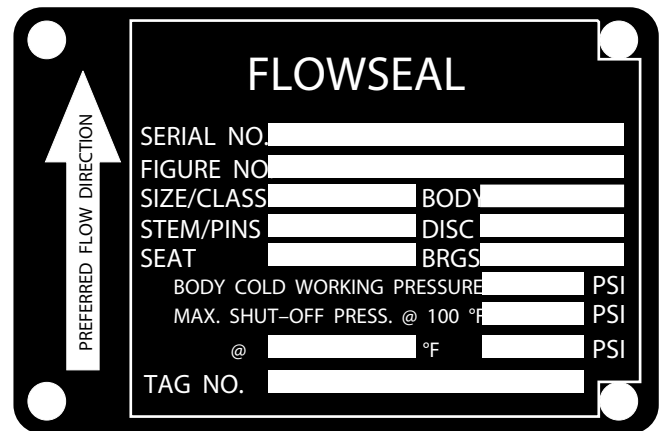 FLOWSEAL
PREFERRED FLOW DIRECTION
SERIAL NO.
FIGURE NO
SIZE/CLASS BODY
STEM/PINS DISC
SEAT BRGS
BODY COLD WORKING PRESSURE PSI
MAX. SHUT–OFF PRESS. @ 100 °F PSI
@ °F PSI
TAG NO.